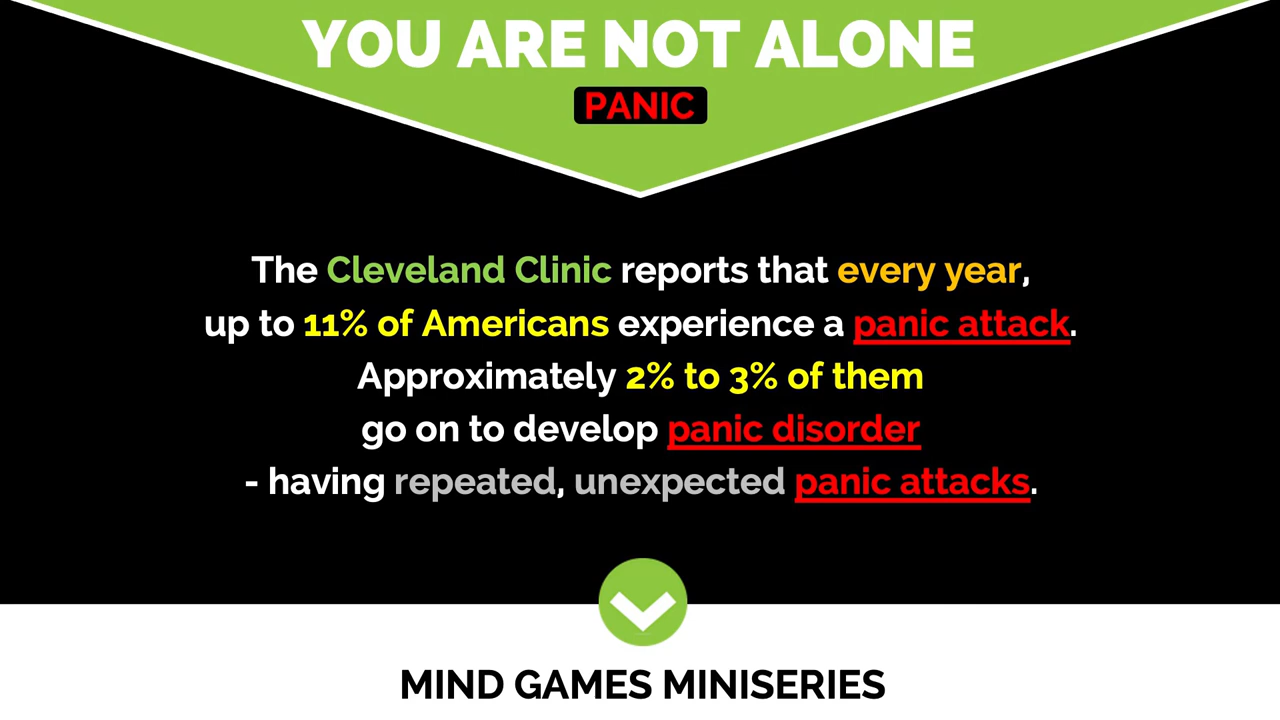 YOU ARE NOT ALONE
PANIC
The Cleveland Clinic reports that every year,
up to 11% of Americans experience a panic attack.
Approximately 2% to 3% of them
go on to develop panic disorder
- having repeated, unexpected panic attacks.
MIND GAMES MINISERIES